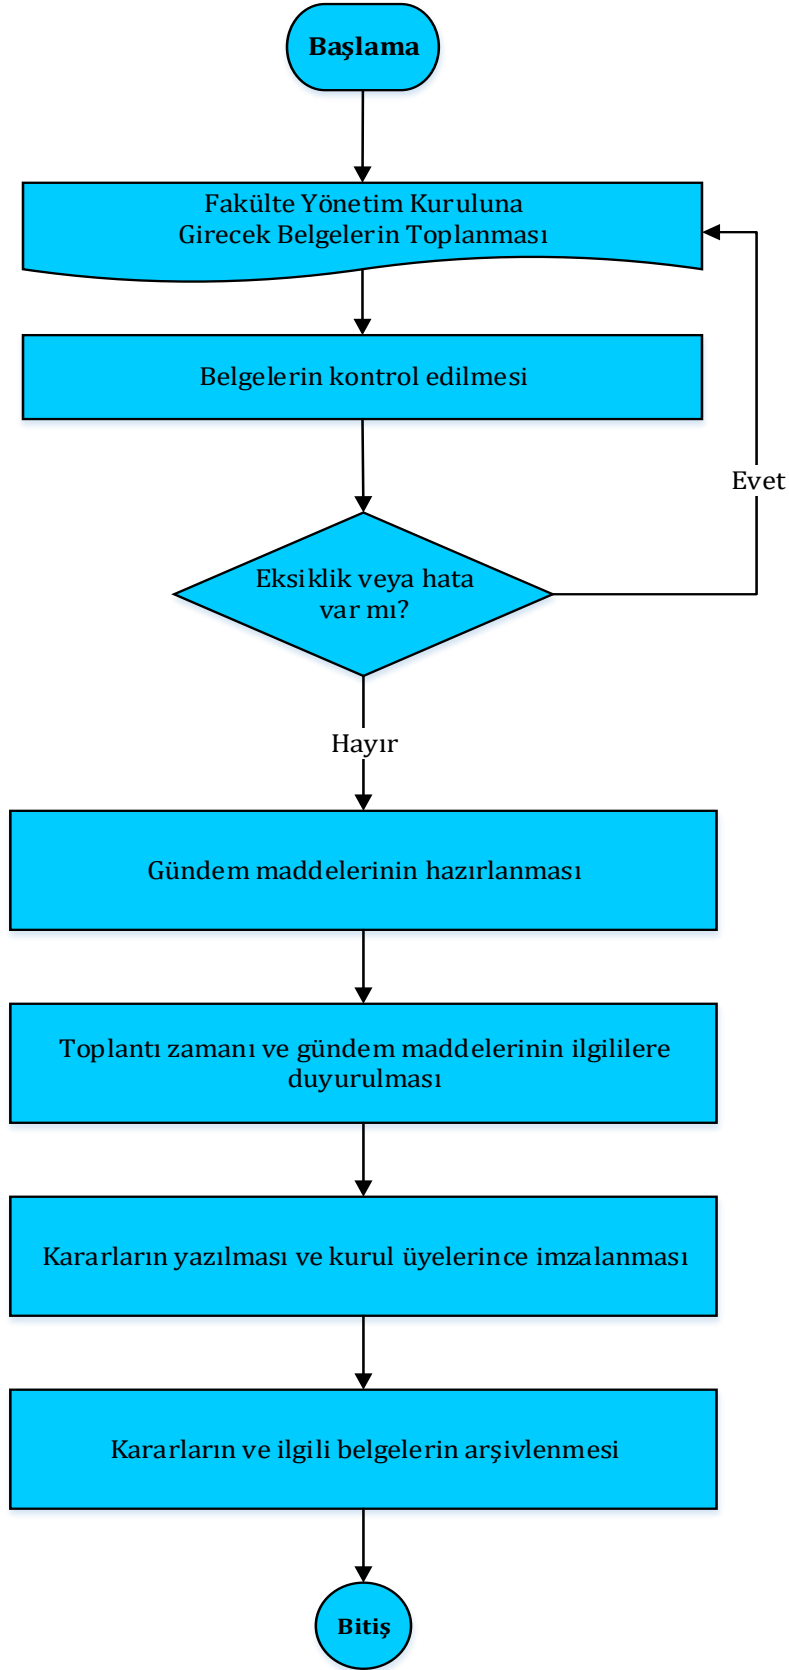 Başlama
Fakülte Yönetim Kuruluna
Girecek Belgelerin Toplanması
Belgelerin kontrol edilmesi
Evet
Eksiklik veya hata
var mı?
Hayır
Gündem maddelerinin hazırlanması
Toplantı zamanı ve gündem maddelerinin ilgililere
duyurulması
Kararların yazılması ve kurul üyelerince imzalanması
Kararların ve ilgili belgelerin arşivlenmesi
Bitiş